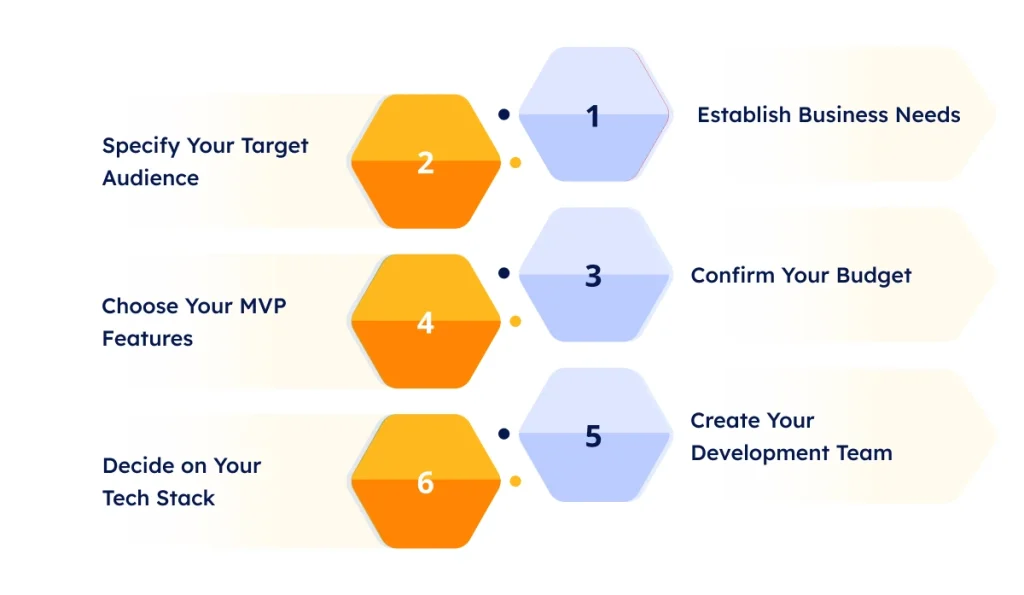 1
Establish Business Needs
2
Specify Your Target
Audience
3
Confirm Your Budget
4
Choose Your MVP
Features
5
Create Your
Development Team
6
Decide on Your
Tech Stack